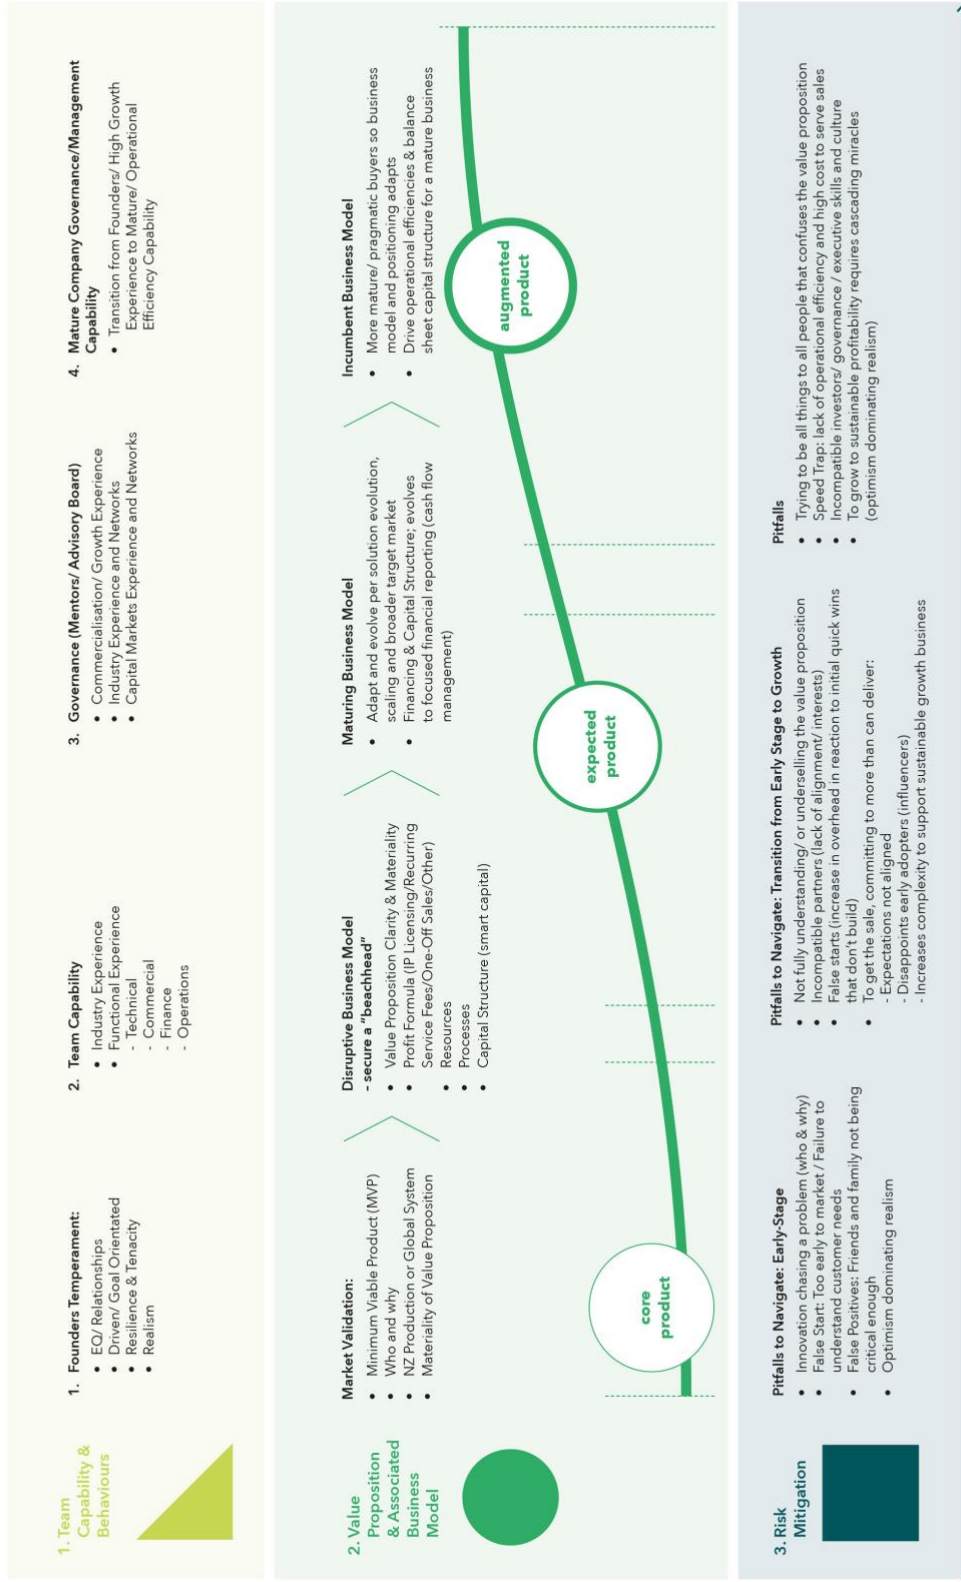 1. Team
Capability &
Behaviours
1. Founders Temperament:
• EQ/ Relationships
• Driven/ Goal Orientated
• Resilience & Tenacity
• Realism
2. Team Capability
• Industry Experience
• Functional Experience
- Technical
- Commercial
- Finance
- Operations
3. Governance (Mentors/ Advisory Board)
• Commercialisation/ Growth Experience
• Industry Experience and Networks
• Capital Markets Experience and Networks
4. Mature Company Governance/Management
Capability
• Transition from Founders/ High Growth
Experience to Mature/ Operational
Efficiency Capability
2. Value
Proposition
& Associated
Business
Model
Market Validation:
• Minimum Viable Product (MVP)
• Who and why
• NZ Production or Global System
• Materiality of Value Proposition
Disruptive Business Model
- secure a "beachhead"
• Value Proposition Clarity & Materiality
• Profit Formula (IP Licensing/Recurring
Service Fees/One-Off Sales/Other)
• Resources
• Processes
• Capital Structure (smart capital)
Maturing Business Model
• Adapt and evolve per solution evolution,
scaling and broader target market
• Financing & Capital Structure; evolves
to focused financial reporting (cash flow
management)
Incumbent Business Model
• More mature/ pragmatic buyers so business
model and positioning adapts
• Drive operational efficiencies & balance
sheet capital structure for a mature business
core
product
expected
product
augmented
product
3. Risk
Mitigation
Pitfalls to Navigate: Early-Stage
• Innovation chasing a problem (who & why)
• False Start: Too early to market / Failure to
understand customer needs
• False Positives: Friends and family not being
critical enough
• Optimism dominating realism
Pitfalls to Navigate: Transition from Early Stage to Growth
• Not fully understanding/ or underselling the value proposition
• Incompatible partners (lack of alignment/ interests)
• False starts (increase in overhead in reaction to initial quick wins
that don't build)
• To get the sale, committing to more than can deliver:
- Expectations not aligned
- Disappoints early adopters (influencers)
- Increases complexity to support sustainable growth business
Pitfalls
• Trying to be all things to all people that confuses the value proposition
• Speed Trap: lack of operational efficiency and high cost to serve sales
• Incompatible investors/ governance / executive skills and culture
• To grow to sustainable profitability requires cascading miracles
(optimism dominating realism)